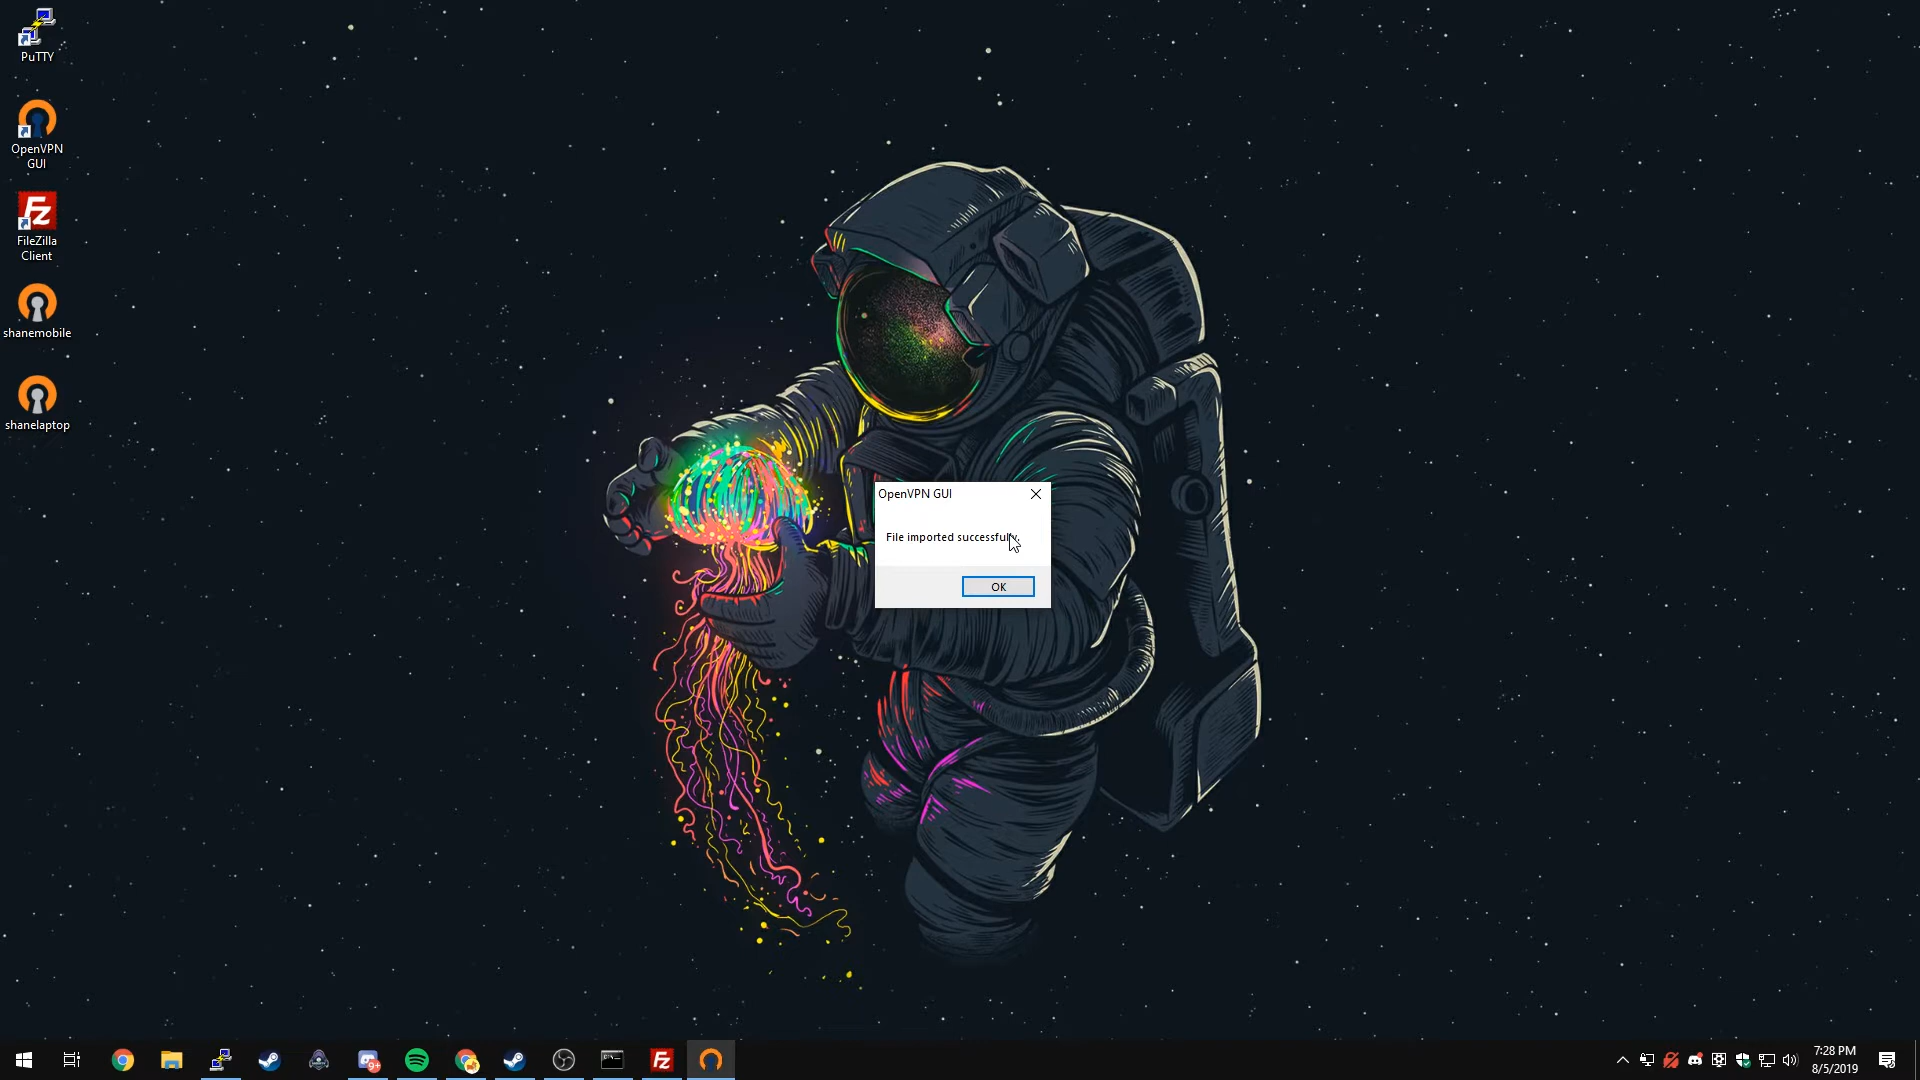 PuTTY
OpenVPN
GUI
FileZilla
Client
shanemobile
shanelaptop
OpenVPN GUI
File imported successfully.
OK
9+
7:28 PM
8/5/2019